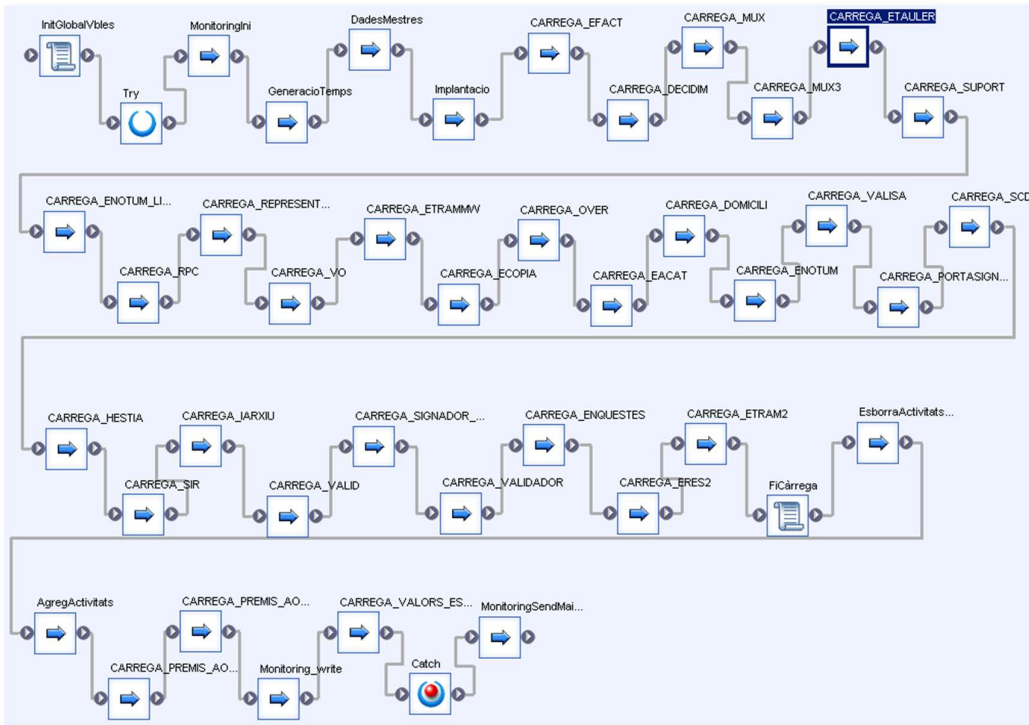 InitGlobalVbles
Try
MonitoringIni
GeneracioTemps
DadesMestres
Implantacio
CARREGA_EFACT
CARREGA_DECIDIM
CARREGA_MUX
CARREGA_MUX3
CARREGA_ETAULER
CARREGA_SUPORT
CARREGA_ENOTUM_LI...
CARREGA_RPC
CARREGA_REPRESENT...
CARREGA_VO
CARREGA_ETRAMMW
CARREGA_ECOPIA
CARREGA_OVER
CARREGA_EACAT
CARREGA_DOMICILI
CARREGA_ENOTUM
CARREGA_VALISA
CARREGA_PORTASIGN...
CARREGA_SCD
CARREGA_HESTIA
CARREGA_SIR
CARREGA_IARXIU
CARREGA_VALID
CARREGA_SIGNADOR_...
CARREGA_VALIDADOR
CARREGA_ENQUESTES
CARREGA_ERES2
CARREGA_ETRAM2
FiCàrrega
EsborraActivitats...
AgregActivitats
CARREGA_PREMIS_AO...
CARREGA_PREMIS_AO...
Monitoring_write
CARREGA_VALORS_ES...
Catch
MonitoringSendMai...